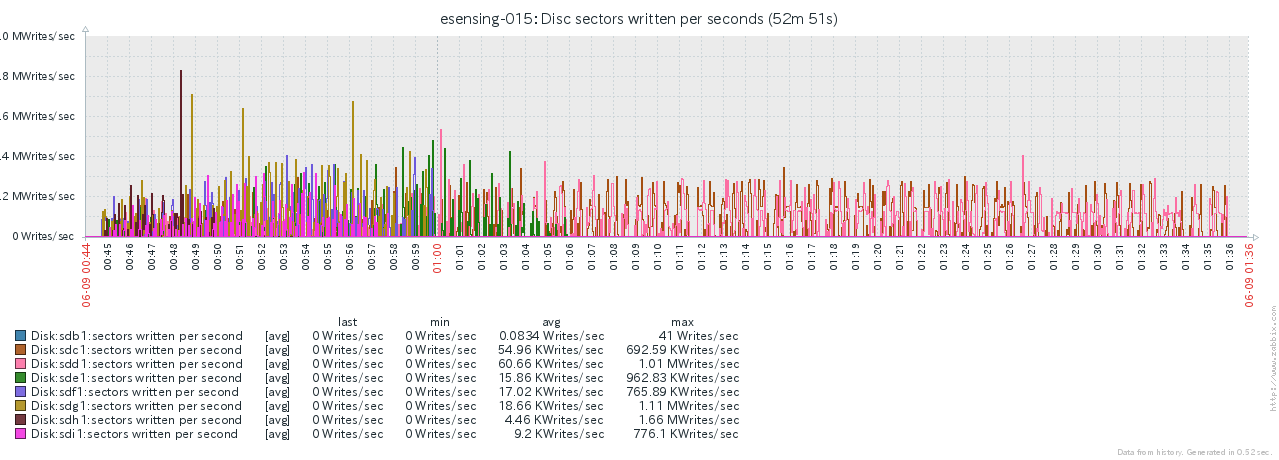 esensing-015: Disc sectors written per seconds (52m 51s)
.0 MWrites/sec
.8 MWrites/sec
.6 MWrites/sec
.4 MWrites/sec
.2 MWrites/sec
0 Writes/sec
06-09 00:44 00:45 00:46 00:47 00:48 00:49 00:50 00:51 00:52 00:53 00:54 00:55 00:56 00:57 00:58 00:59 01:00 01:01 01:02 01:03 01:04 01:05 01:06 01:07 01:08 01:09 01:10 01:11 01:12 01:13 01:14 01:15 01:16 01:17 01:18 01:19 01:20 01:21 01:22 01:23 01:24 01:25 01:26 01:27 01:28 01:29 01:30 01:31 01:32 01:33 01:34 01:35 01:36 06-09 01:36
last min avg max
Disk:sdb1:sectors written per second [avg] 0 Writes/sec 0 Writes/sec 0.0834 Writes/sec 41 Writes/sec
Disk:sdc1:sectors written per second [avg] 0 Writes/sec 0 Writes/sec 54.96 KWrites/sec 692.59 KWrites/sec
Disk:sdd1:sectors written per second [avg] 0 Writes/sec 0 Writes/sec 60.66 KWrites/sec 1.01 MWrites/sec
Disk:sde1:sectors written per second [avg] 0 Writes/sec 0 Writes/sec 15.86 KWrites/sec 962.83 KWrites/sec
Disk:sdf1:sectors written per second [avg] 0 Writes/sec 0 Writes/sec 17.02 KWrites/sec 765.89 KWrites/sec
Disk:sdg1:sectors written per second [avg] 0 Writes/sec 0 Writes/sec 18.66 KWrites/sec 1.11 MWrites/sec
Disk:sdh1:sectors written per second [avg] 0 Writes/sec 0 Writes/sec 4.46 KWrites/sec 1.66 MWrites/sec
Disk:sdi1:sectors written per second [avg] 0 Writes/sec 0 Writes/sec 9.2 KWrites/sec 776.1 KWrites/sec
http://www.zabbix.com
Data from history. Generated in 0.52 sec.